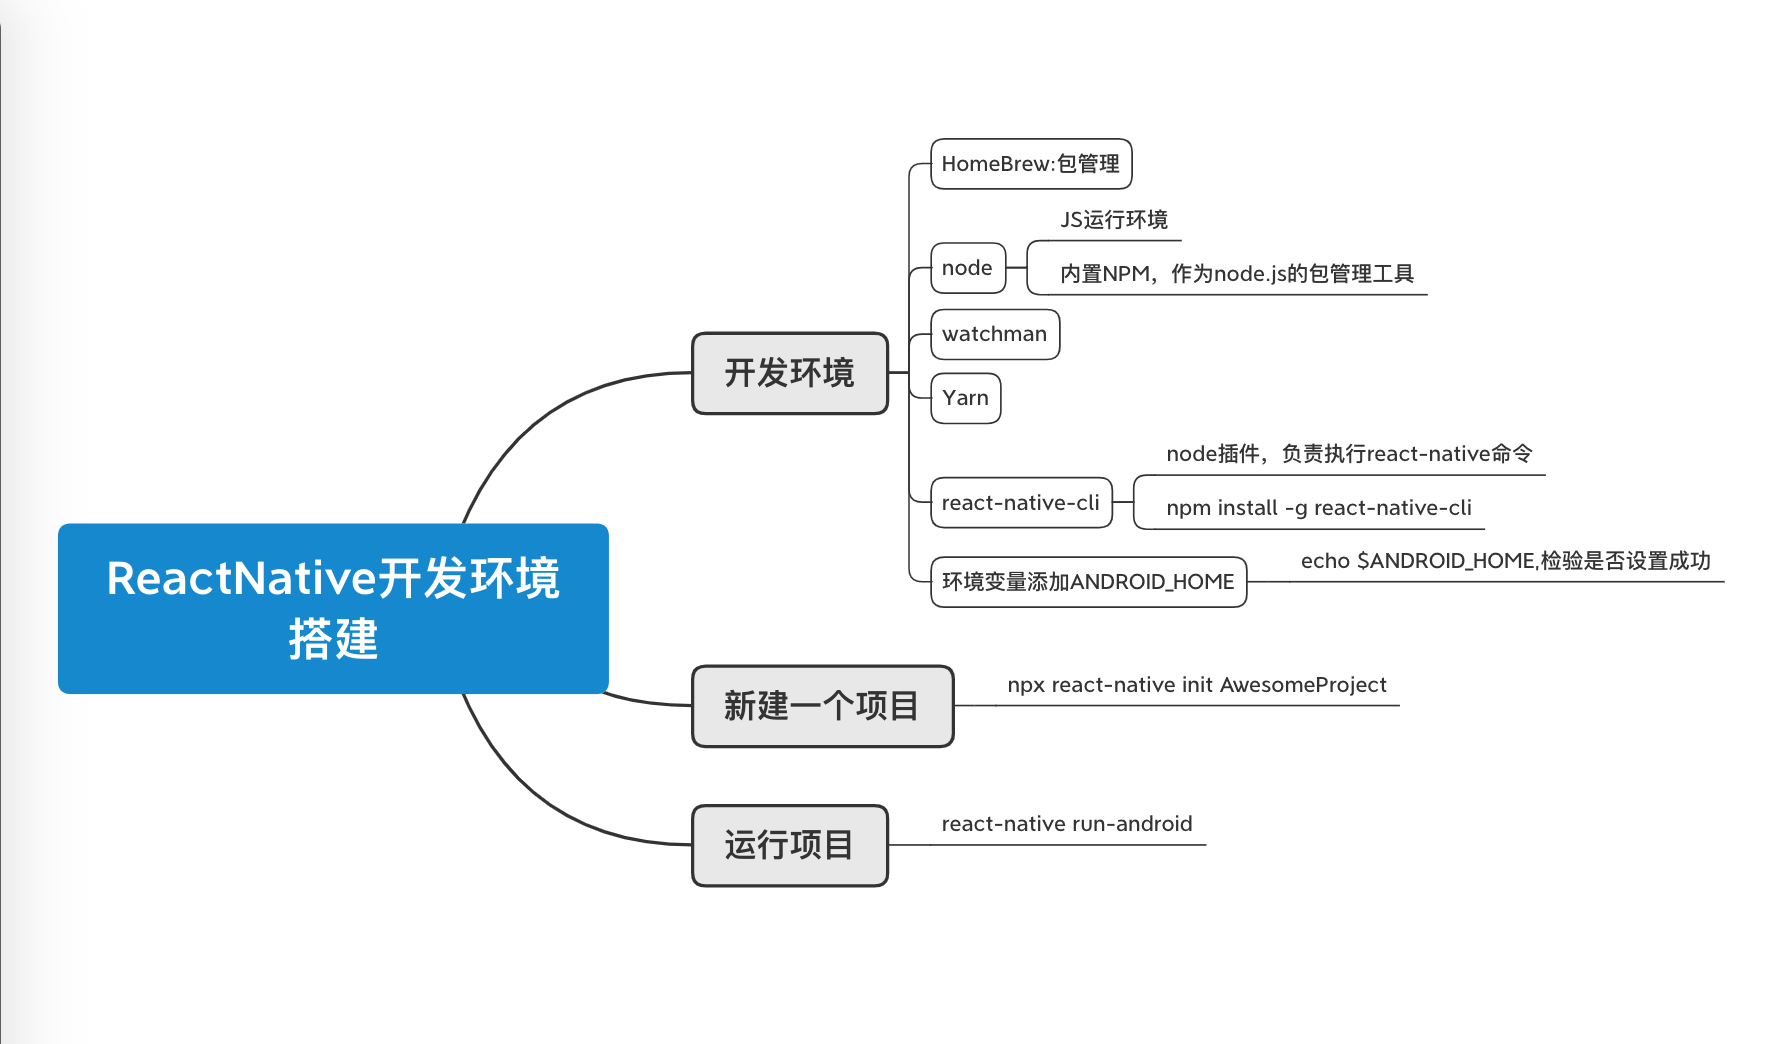 ReactNative开发环境
搭建
开发环境
HomeBrew:包管理
node
JS运行环境
内置NPM，作为node.js的包管理工具
watchman
Yarn
react-native-cli
node插件，负责执行react-native命令
npm install -g react-native-cli
环境变量添加ANDROID_HOME
echo $ANDROID_HOME,检验是否设置成功
新建一个项目
npx react-native init AwesomeProject
运行项目
react-native run-android